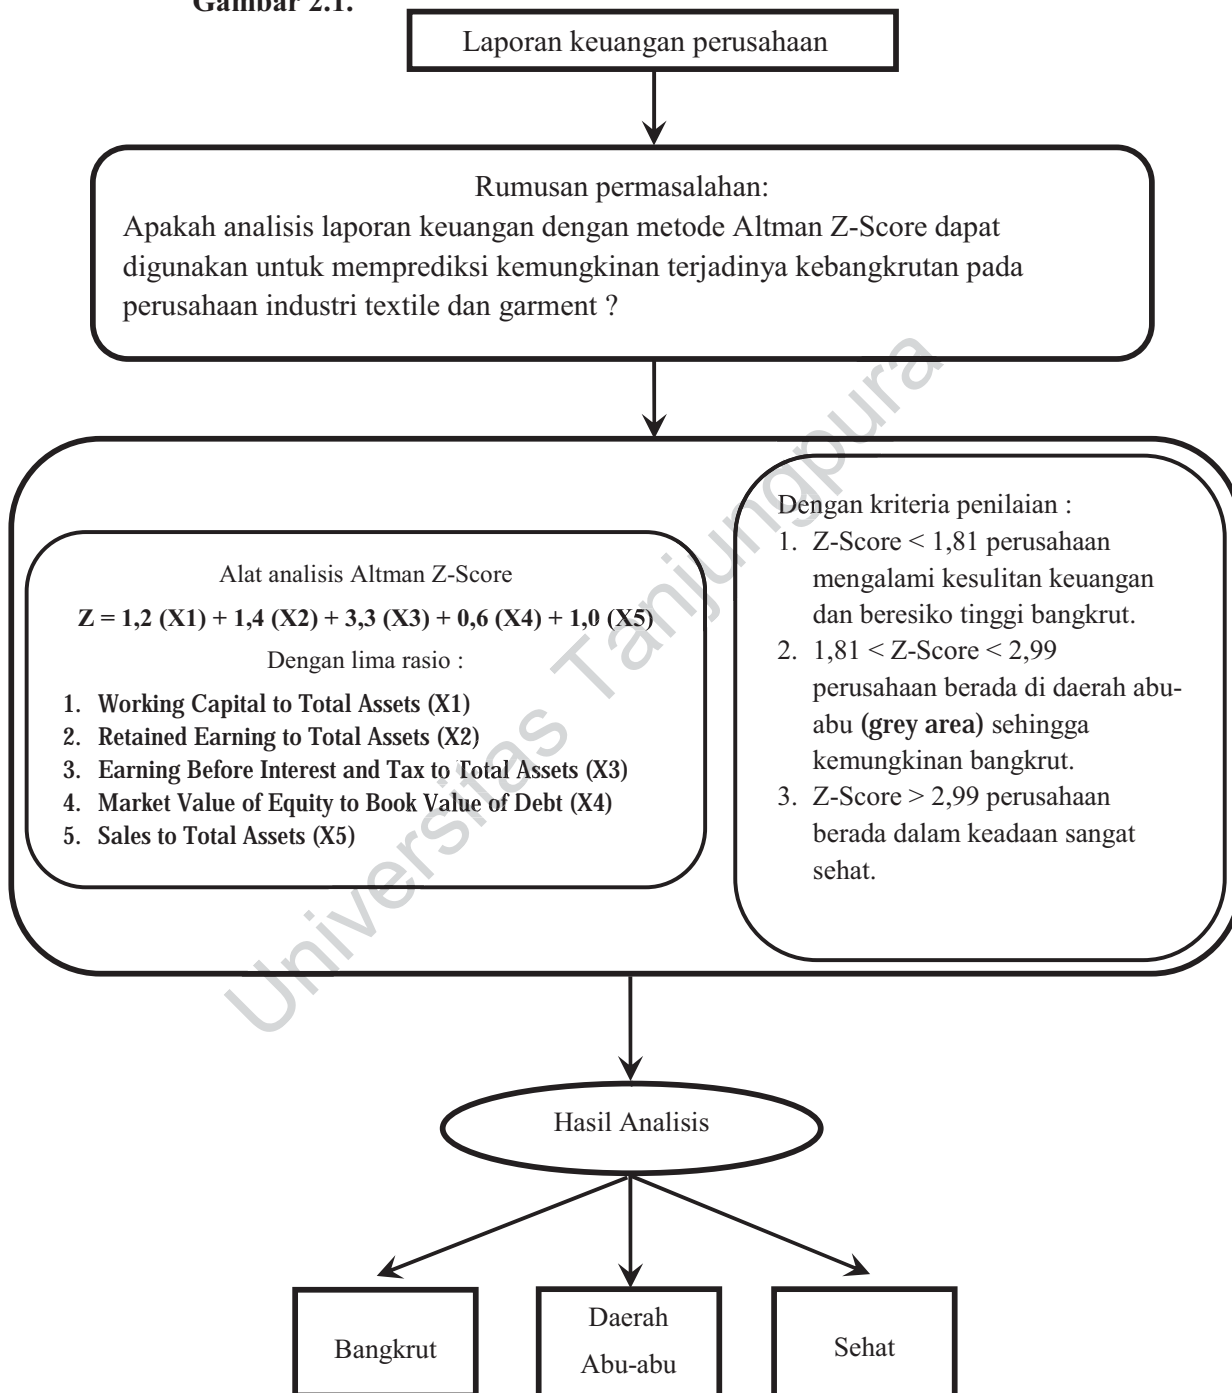 Gambar 2.1.
Laporan keuangan perusahaan
Rumusan permasalahan:
Apakah analisis laporan keuangan dengan metode Altman Z-Score dapat
digunakan untuk memprediksi kemungkinan terjadinya kebangkrutan pada
perusahaan industri textile dan garment ?
Alat analisis Altman Z-Score
Z = 1,2 (X1) + 1,4 (X2) + 3,3 (X3) + 0,6 (X4) + 1,0 (X5)
Dengan lima rasio :
1. Working Capital to Total Assets (X1)
2. Retained Earning to Total Assets (X2)
3. Earning Before Interest and Tax to Total Assets (X3)
4. Market Value of Equity to Book Value of Debt (X4)
5. Sales to Total Assets (X5)
Dengan kriteria penilaian :
1. Z-Score < 1,81 perusahaan
mengalami kesulitan keuangan
dan beresiko tinggi bangkrut.
2. 1,81 < Z-Score < 2,99
perusahaan berada di daerah abu-
abu (grey area) sehingga
kemungkinan bangkrut.
3. Z-Score > 2,99 perusahaan
berada dalam keadaan sangat
sehat.
Universitas Tanjungpura
Hasil Analisis
Bangkrut
Daerah
Abu-abu
Sehat